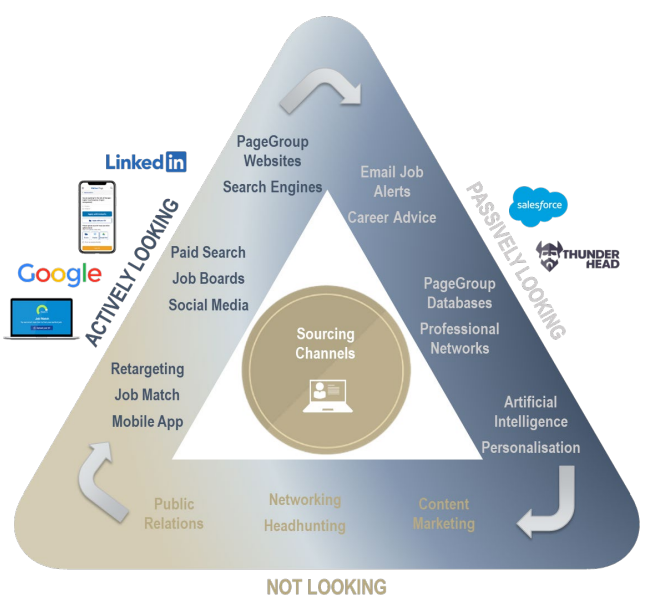 PageGroup
Websites
Search Engines
Email Job
Alerts
Career Advice
LinkedIn
ACTIVELY LOOKING
Google
Paid Search
Job Boards
Social Media
Retargeting
Job Match
Mobile App
Sourcing
Channels
PASSIVELY LOOKING
salesforce
THUNDER
HEAD
PageGroup
Databases
Professional
Networks
Artificial
Intelligence
Personalisation
Public
Relations
Networking
Headhunting
Content
Marketing
NOT LOOKING